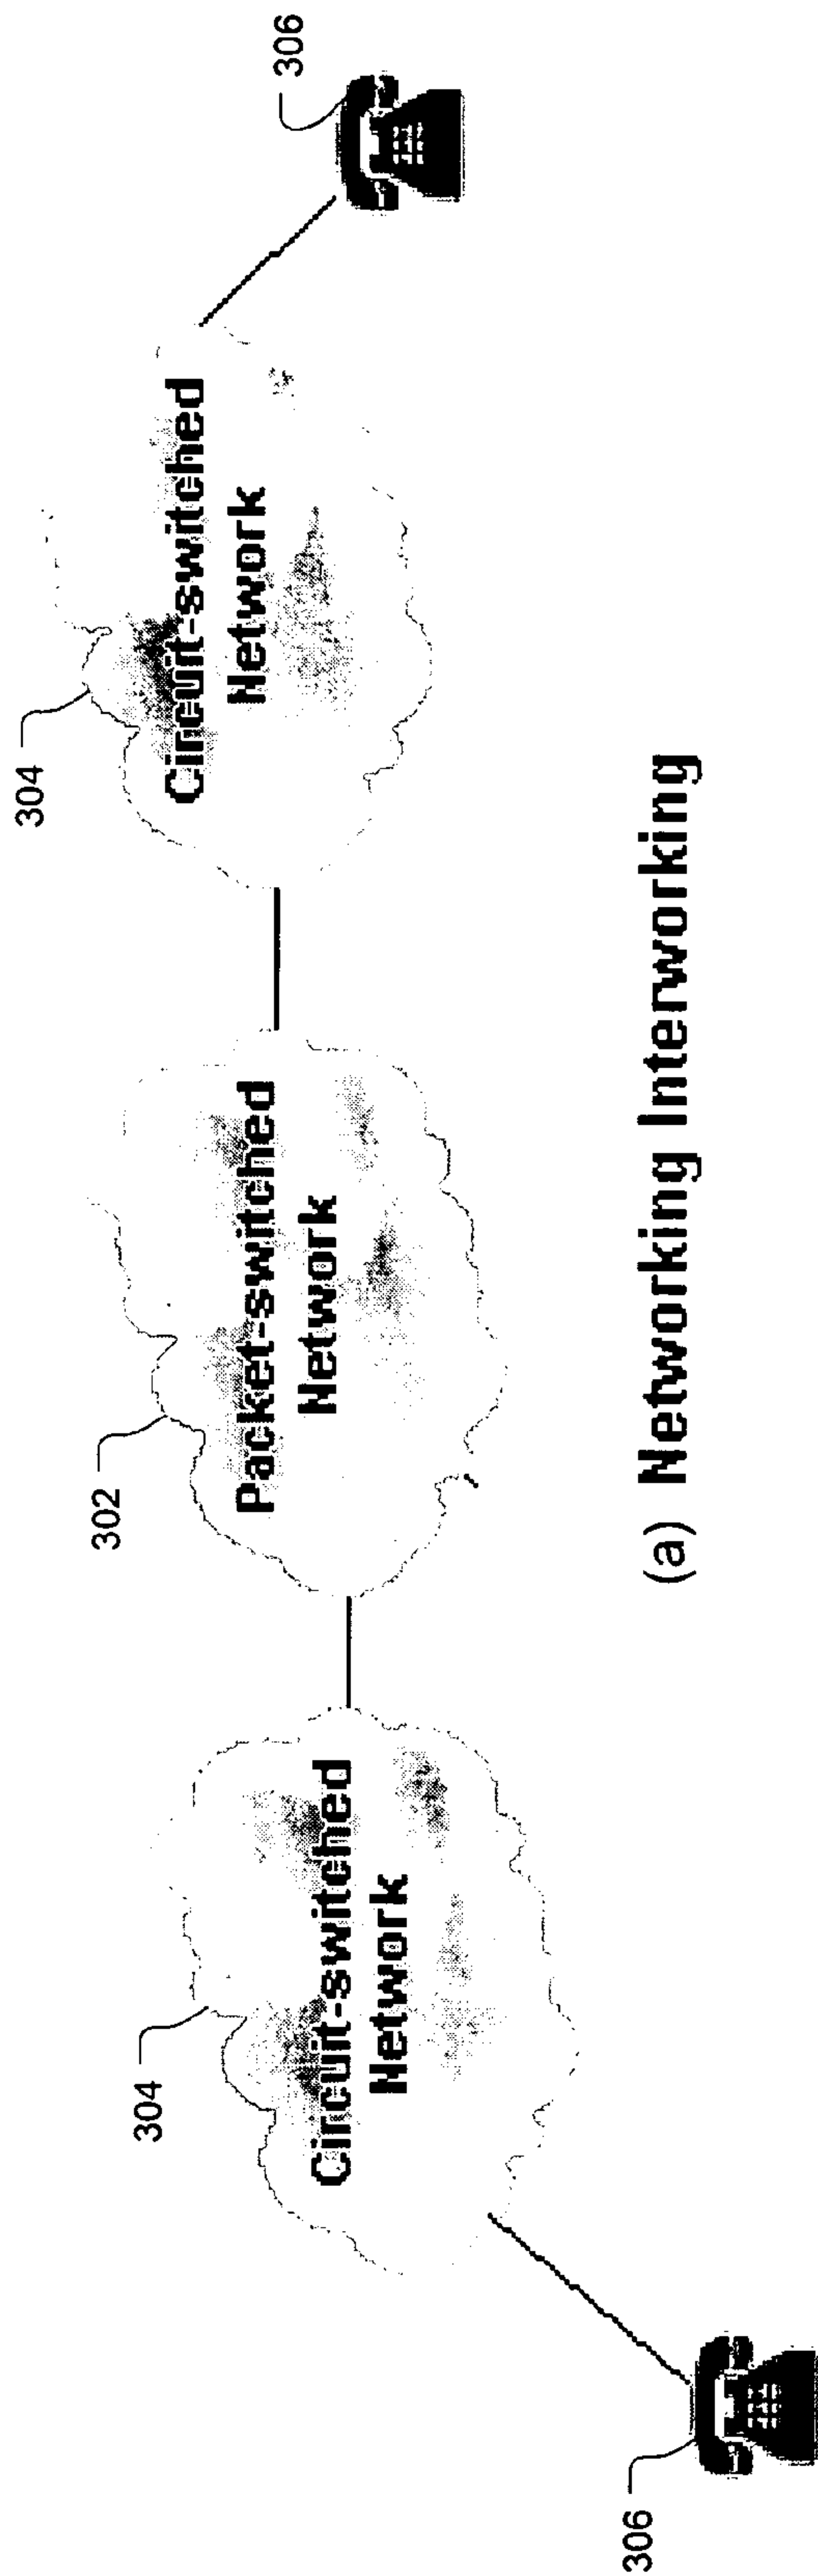 304
306
302
Circuit-switched
Network
304
Packet-switched
Network
Circuit-switched
Network
306
(a) Networking Interworking